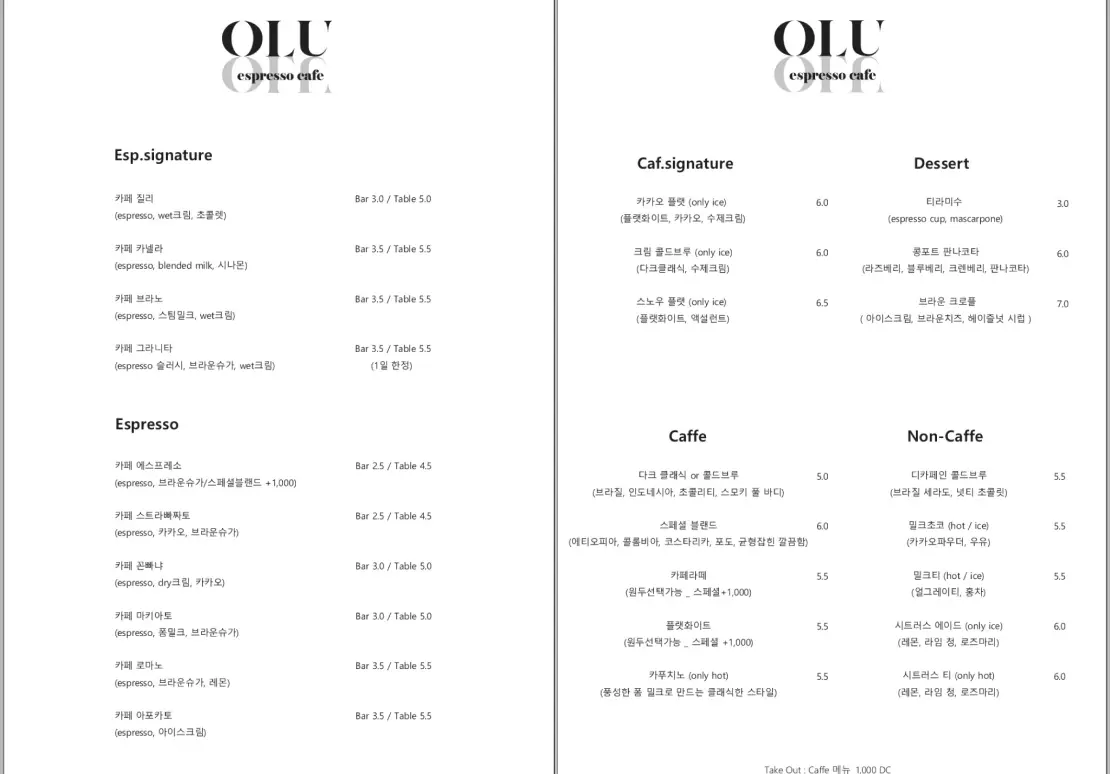 OLU
espresso cafe
Esp.signature
카페 질리
Bar 3.0 / Table 5.0
(espresso, wet크림, 초콜렛)
카페 카넬라
Bar 3.5 / Table 5.5
(espresso, blended milk, 시나몬)
카페 브라노
Bar 3.5 / Table 5.5
(espresso, 스팀밀크, wet크림)
카페 그라니타
Bar 3.5 / Table 5.5
(espresso 슬러시, 브라운슈가, wet크림)
(1일 한정)
Espresso
카페 에스프레소
Bar 2.5 / Table 4.5
(espresso, 브라운슈가/스페셜블랜드 +1,000)
카페 스트라빠짜토
Bar 2.5 / Table 4.5
(espresso, 카카오, 브라운슈가)
카페 꼰빠냐
Bar 3.0 / Table 5.0
(espresso, dry크림, 카카오)
카페 마키아토
Bar 3.0 / Table 5.0
(espresso, 폼밀크, 브라운슈가)
카페 로마노
Bar 3.5 / Table 5.5
(espresso, 브라운슈가, 레몬)
카페 아포카토
Bar 3.5 / Table 5.5
(espresso, 아이스크림)
OLU
espresso cafe
Caf.signature
카카오 플랫 (only ice)
6.0
(플랫화이트, 카카오, 수제크림)
크림 콜드브루 (only ice)
6.0
(다크클래식, 수제크림)
스노우 플랫 (only ice)
6.5
(플랫화이트, 액설런트)
Dessert
티라미수
3.0
(espresso cup, mascarpone)
콩포트 판나코타
6.0
(라즈베리, 블루베리, 크렌베리, 판나코타)
브라운 크로플
7.0
( 아이스크림, 브라운치즈, 헤이즐넛 시럽 )
Caffe
다크 클래식 or 콜드브루
5.0
(브라질, 인도네시아, 초콜리티, 스모키 풀 바디)
스페셜 블랜드
6.0
(에티오피아, 콜롬비아, 코스타리카, 포도, 균형잡힌 깔끔함)
카페라떼
5.5
(원두선택가능 _ 스페셜+1,000)
플랫화이트
5.5
(원두선택가능 _ 스페셜 +1,000)
카푸치노 (only hot)
5.5
(풍성한 폼 밀크로 만드는 클래식한 스타일)
Non-Caffe
디카페인 콜드브루
5.5
(브라질 세라도, 넛티 초콜릿)
밀크초코 (hot / ice)
5.5
(카카오파우더, 우유)
밀크티 (hot / ice)
5.5
(얼그레이티, 홍차)
시트러스 에이드 (only ice)
6.0
(레몬, 라임 청, 로즈마리)
시트러스 티 (only hot)
6.0
(레몬, 라임 청, 로즈마리)
Take Out : Caffe 메뉴 1,000 DC